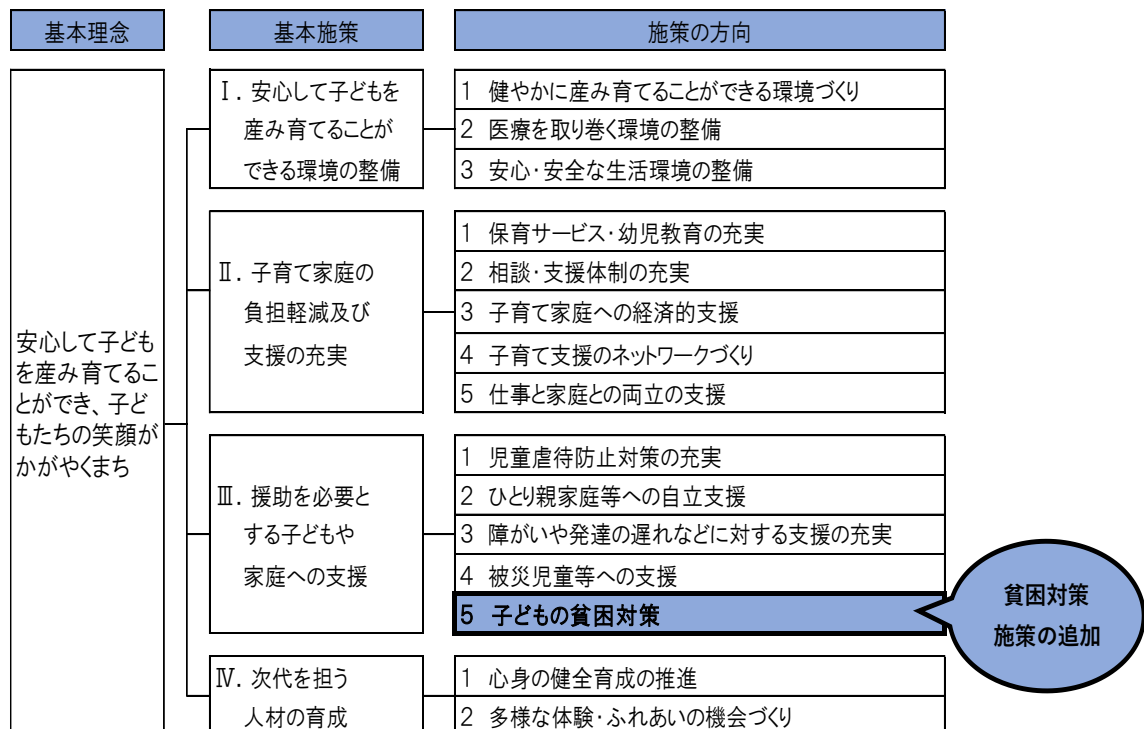 基本理念
基本施策
施策の方向
安心して子ども
を産み育てるこ
とができ、子ど
もたちの笑顔が
かがやくまち
Ⅰ．安心して子どもを
産み育てることが
できる環境の整備
1 健やかに産み育てることができる環境づくり
2 医療を取り巻く環境の整備
3 安心・安全な生活環境の整備
Ⅱ．子育て家庭の
負担軽減及び
支援の充実
1 保育サービス・幼児教育の充実
2 相談・支援体制の充実
3 子育て家庭への経済的支援
4 子育て支援のネットワークづくり
5 仕事と家庭との両立の支援
Ⅲ．援助を必要と
する子どもや
家庭への支援
1 児童虐待防止対策の充実
2 ひとり親家庭等への自立支援
3 障がいや発達の遅れなどに対する支援の充実
4 被災児童等への支援
5 子どもの貧困対策
貧困対策
施策の追加
Ⅳ．次代を担う
人材の育成
1 心身の健全育成の推進
2 多様な体験・ふれあいの機会づくり